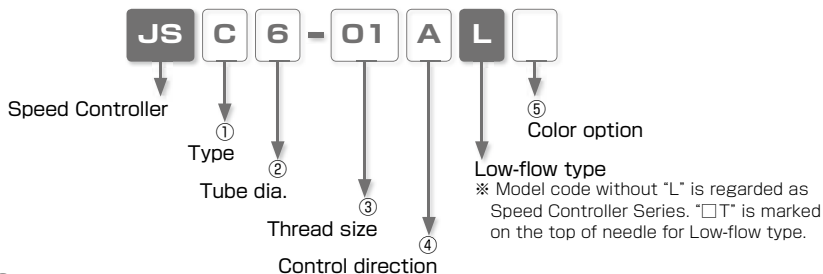 JS C 6 - 01 A L
Speed Controller
① Type
② Tube dia.
③ Thread size
④ Control direction
Low-flow type
※ Model code without “L” is regarded as
Speed Controller Series. “□T” is marked
on the top of needle for Low-flow type.
⑤ Color option